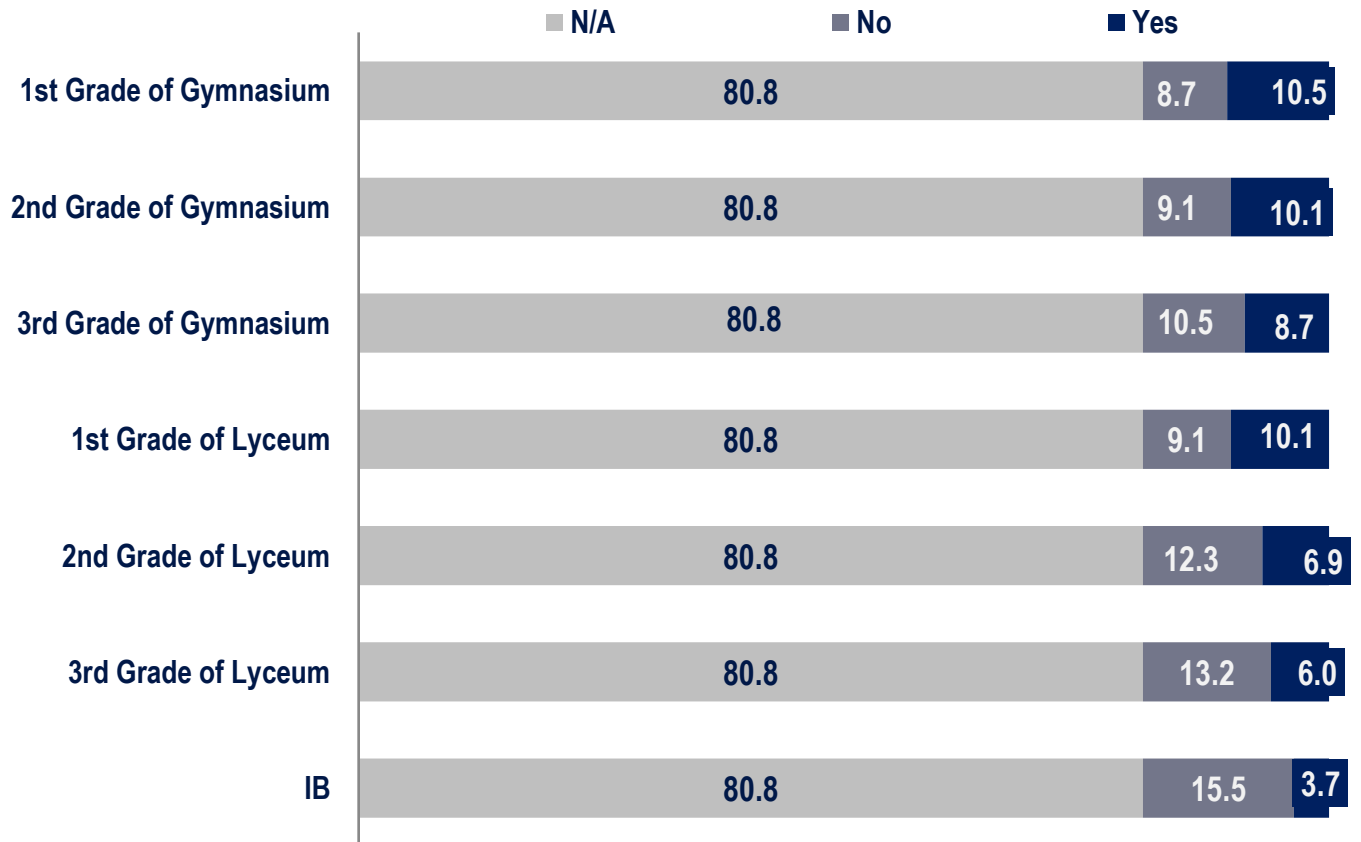 N/A No Yes
1st Grade of Gymnasium 80.8 8.7 10.5
2nd Grade of Gymnasium 80.8 9.1 10.1
3rd Grade of Gymnasium 80.8 10.5 8.7
1st Grade of Lyceum 80.8 9.1 10.1
2nd Grade of Lyceum 80.8 12.3 6.9
3rd Grade of Lyceum 80.8 13.2 6.0
IB 80.8 15.5 3.7